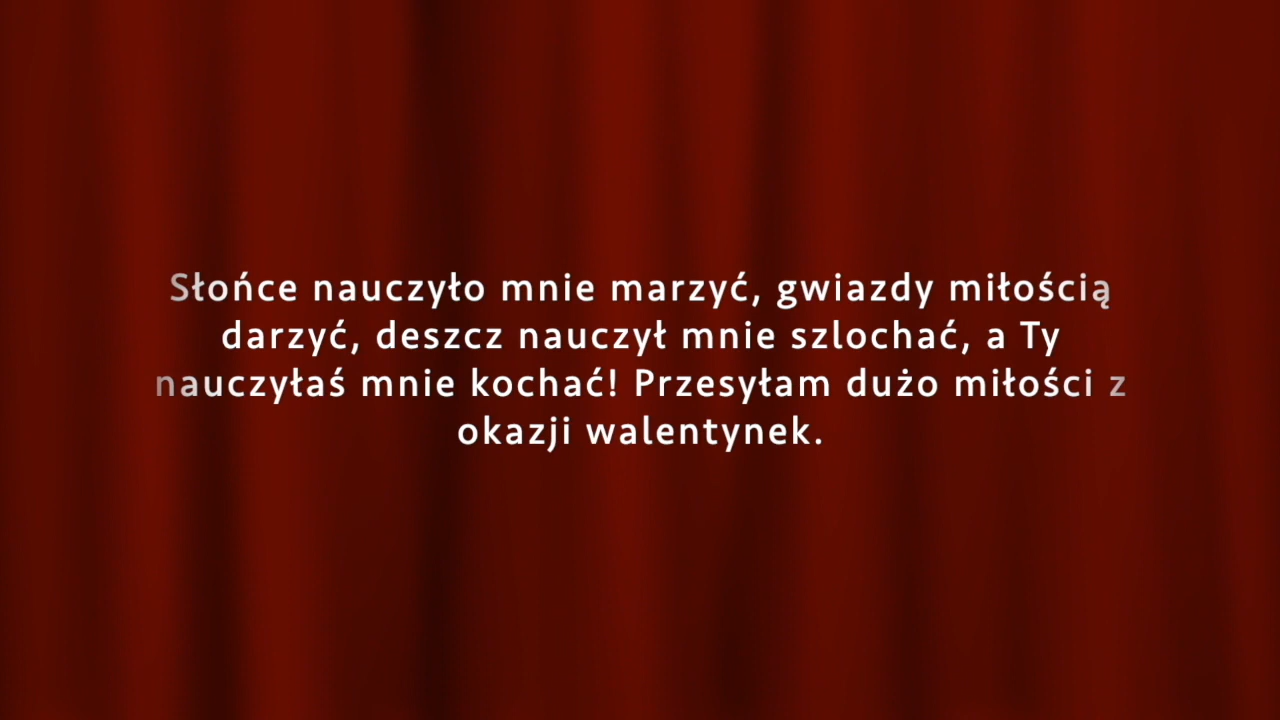 Słońce nauczyło mnie marzyć, gwiazdy miłością
darzyć, deszcz nauczył mnie szlochać, a Ty
nauczyłaś mnie kochać! Przesyłam dużo miłości z
okazji walentynek.